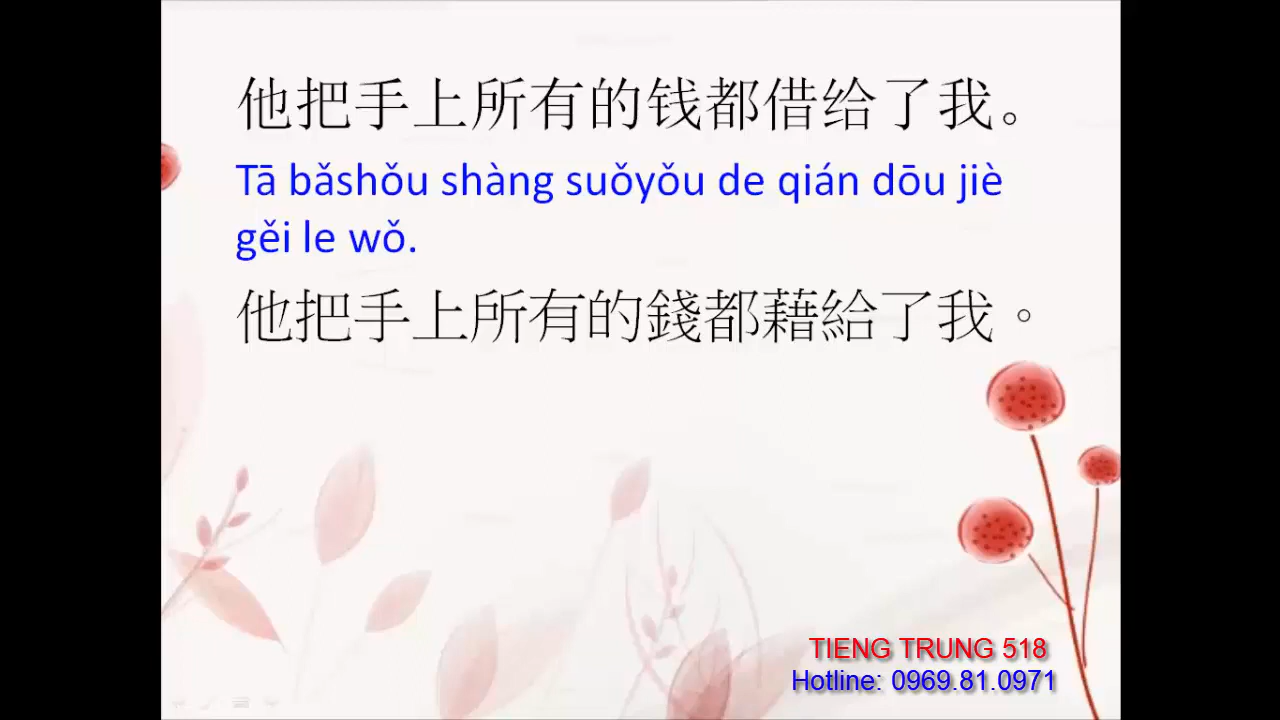 他把手上所有的钱都借给了我。
Tā bǎshǒu shàng suǒyǒu de qián dōu jiè
gěi le wǒ.
他把手上所有的錢都藉給了我。
TIENG TRUNG 518
Hotline: 0969.81.0971